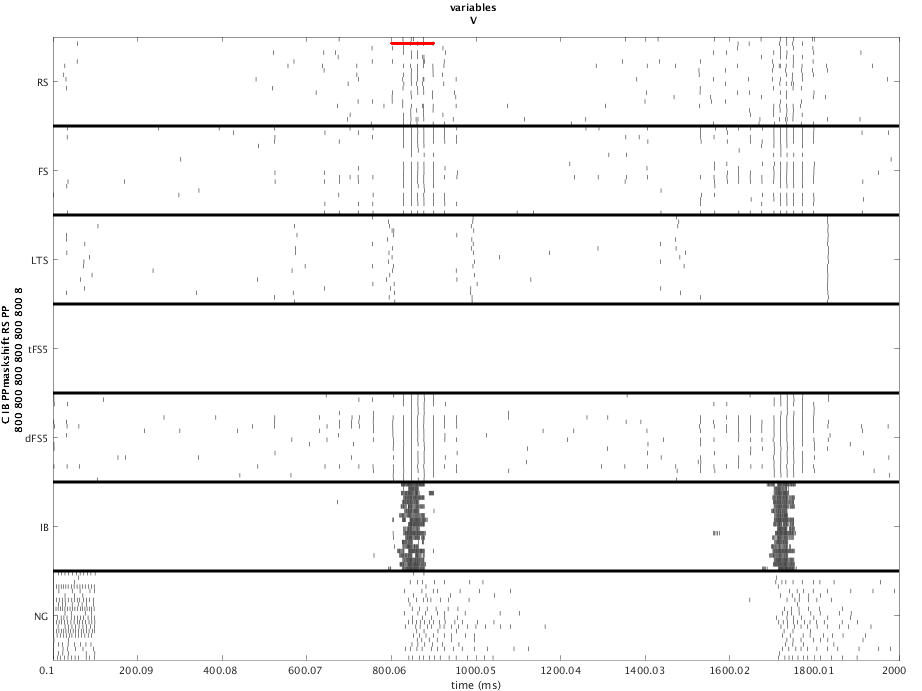 variables
V
C IB PPmaskshift RS PP
800 800 800 800 800 800 8
RS
FS
LTS
tFS5
dFS5
IB
NG
0.1 200.09 400.08 600.07 800.06 1000.05 1200.04 1400.03 1600.02 1800.01 2000
time (ms)